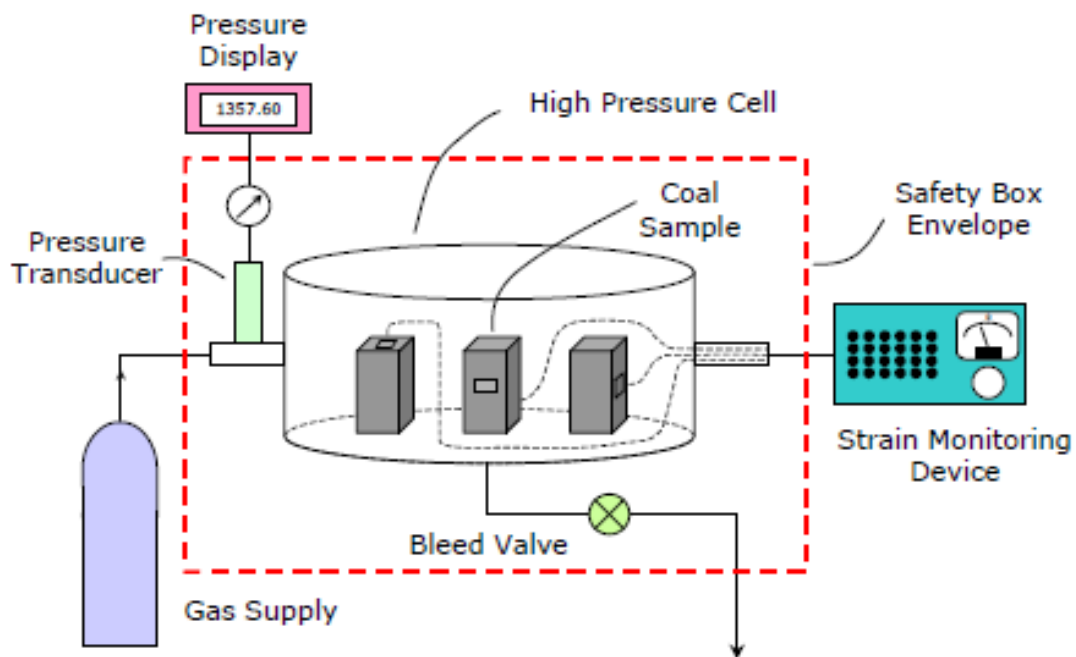 Pressure
Display
1357.60
High Pressure Cell
Coal
Sample
Safety Box
Envelope
Pressure
Transducer
Strain Monitoring
Device
Bleed Valve
Gas Supply